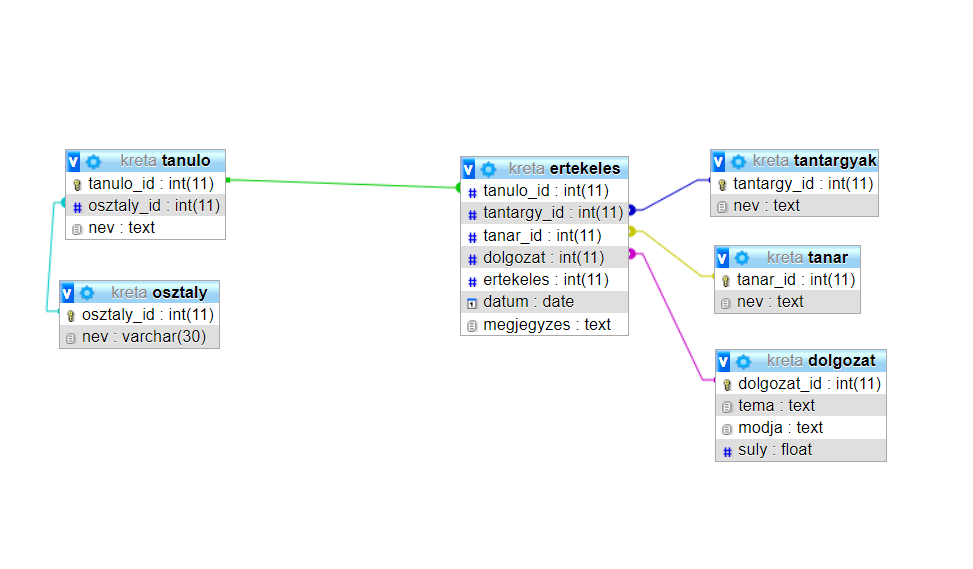 kreta tanulo
tanulo_id : int(11)
osztaly_id : int(11)
nev : text
kreta osztaly
osztaly_id : int(11)
nev : varchar(30)
kreta ertekeles
tanulo_id : int(11)
tantargy_id : int(11)
tanar_id : int(11)
dolgozat : int(11)
ertekeles : int(11)
datum : date
megjegyzes : text
kreta tantargyak
tantargy_id : int(11)
nev : text
kreta tanar
tanar_id : int(11)
nev : text
kreta dolgozat
dolgozat_id : int(11)
tema : text
modja : text
suly : float